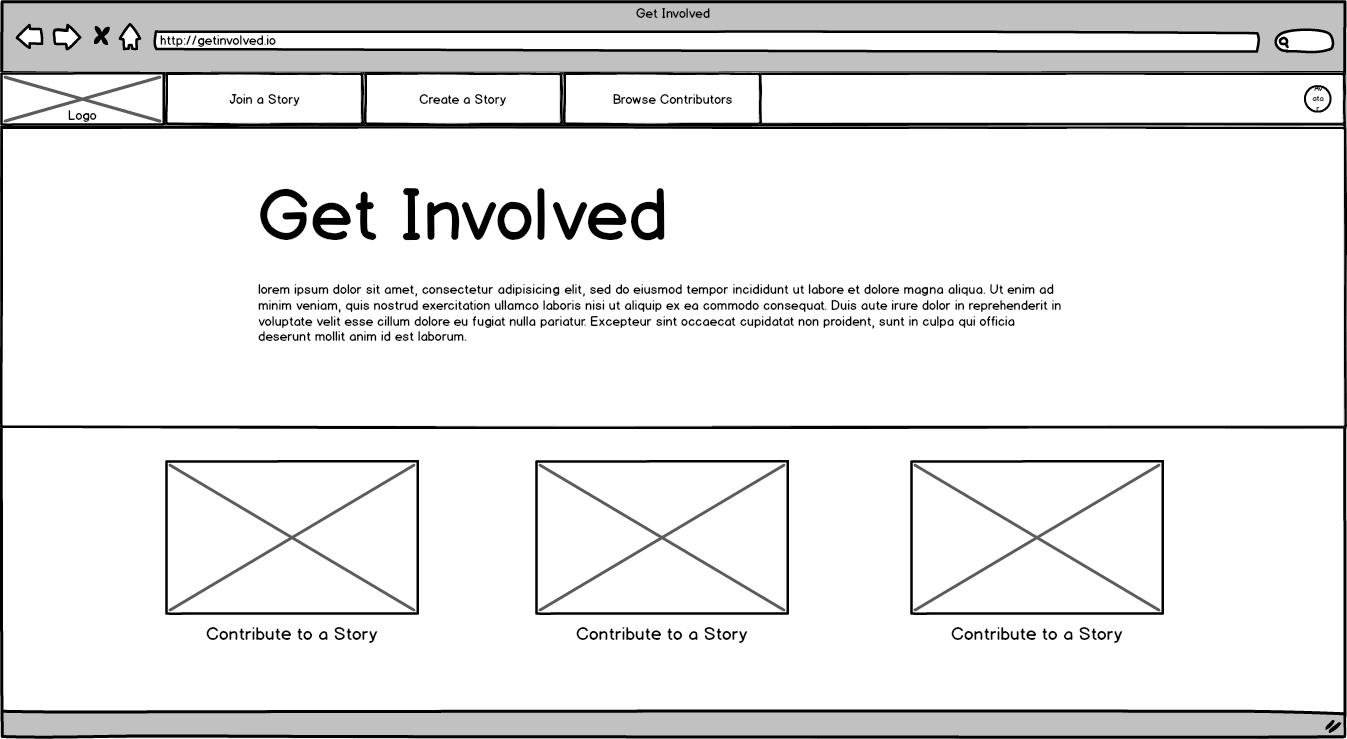 Get Involved
http://getinvolved.io
Logo
Join a Story
Create a Story
Browse Contributors
Av
ata
r
Get Involved
lorem ipsum dolor sit amet, consectetur adipisicing elit, sed do eiusmod tempor incididunt ut labore et dolore magna aliqua. Ut enim ad
minim veniam, quis nostrud exercitation ullamco laboris nisi ut aliquip ex ea commodo consequat. Duis aute irure dolor in reprehenderit in
voluptate velit esse cillum dolore eu fugiat nulla pariatur. Excepteur sint occaecat cupidatat non proident, sunt in culpa qui officia
deserunt mollit anim id est laborum.
Contribute to a Story
Contribute to a Story
Contribute to a Story